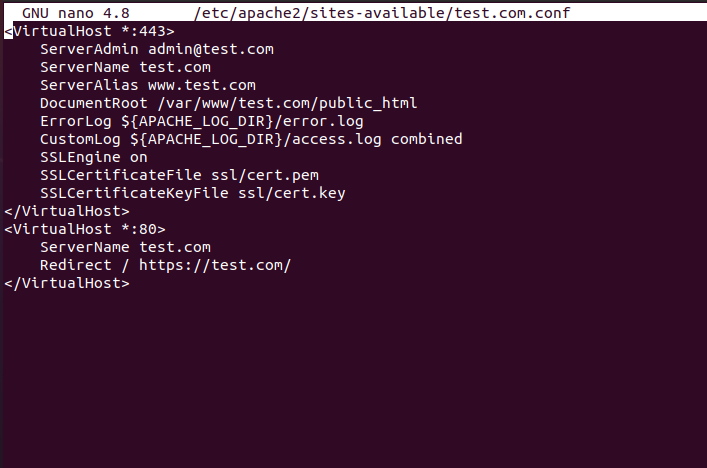 GNU nano 4.8 /etc/apache2/sites-available/test.com.conf
<VirtualHost *:443>
ServerAdmin admin@test.com
ServerName test.com
ServerAlias www.test.com
DocumentRoot /var/www/test.com/public_html
ErrorLog ${APACHE_LOG_DIR}/error.log
CustomLog ${APACHE_LOG_DIR}/access.log combined
SSLEngine on
SSLCertificateFile ssl/cert.pem
SSLCertificateKeyFile ssl/cert.key
</VirtualHost>
<VirtualHost *:80>
ServerName test.com
Redirect / https://test.com/
</VirtualHost>